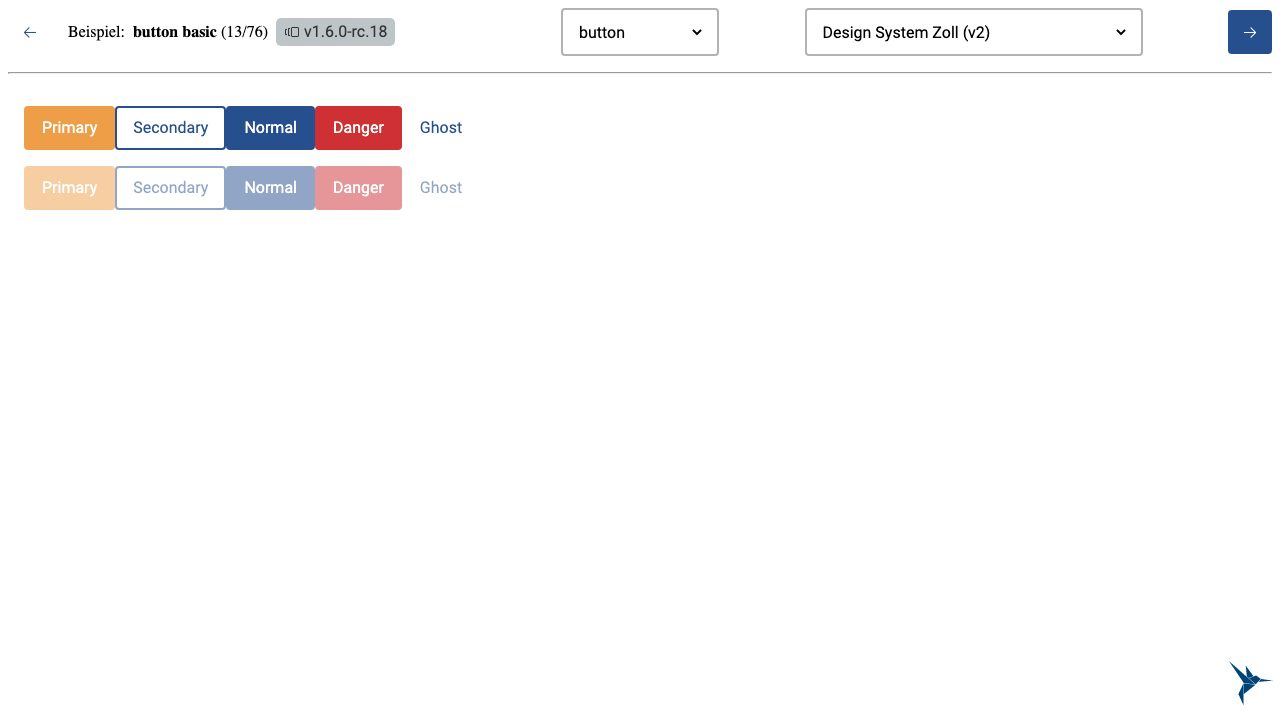 Beispiel: button basic (13/76) v1.6.0-rc.18 button Design System Zoll (v2)
Primary Secondary Normal Danger Ghost
Primary Secondary Normal Danger Ghost